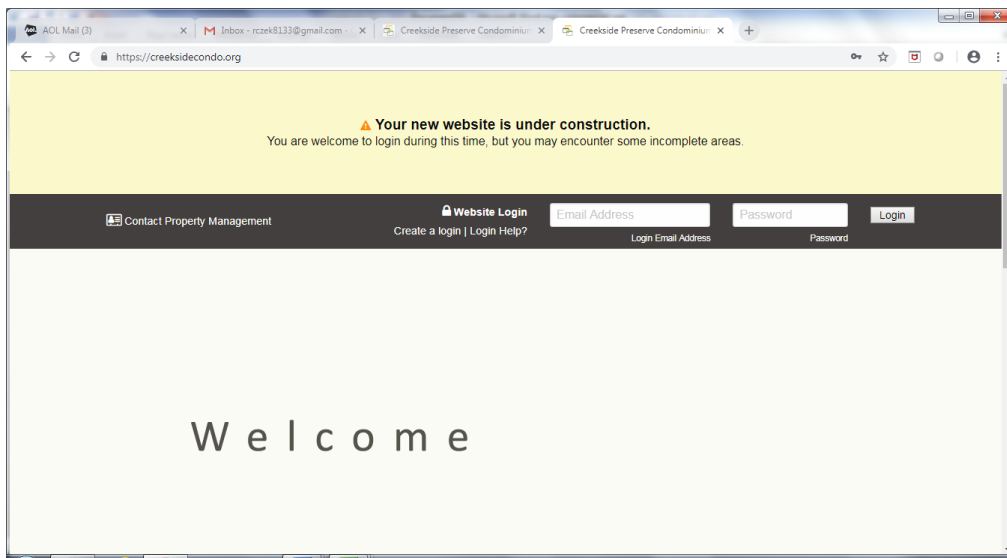 AOL Mail (3)
Inbox - rczek8133@gmail.com -
Creekside Preserve Condominium
Creekside Preserve Condominium
https://creeksidecondo.org
Your new website is under construction.
You are welcome to login during this time, but you may encounter some incomplete areas.
Contact Property Management
Website Login
Create a login | Login Help?
Email Address
Login Email Address
Password
Password
Login
Welcome